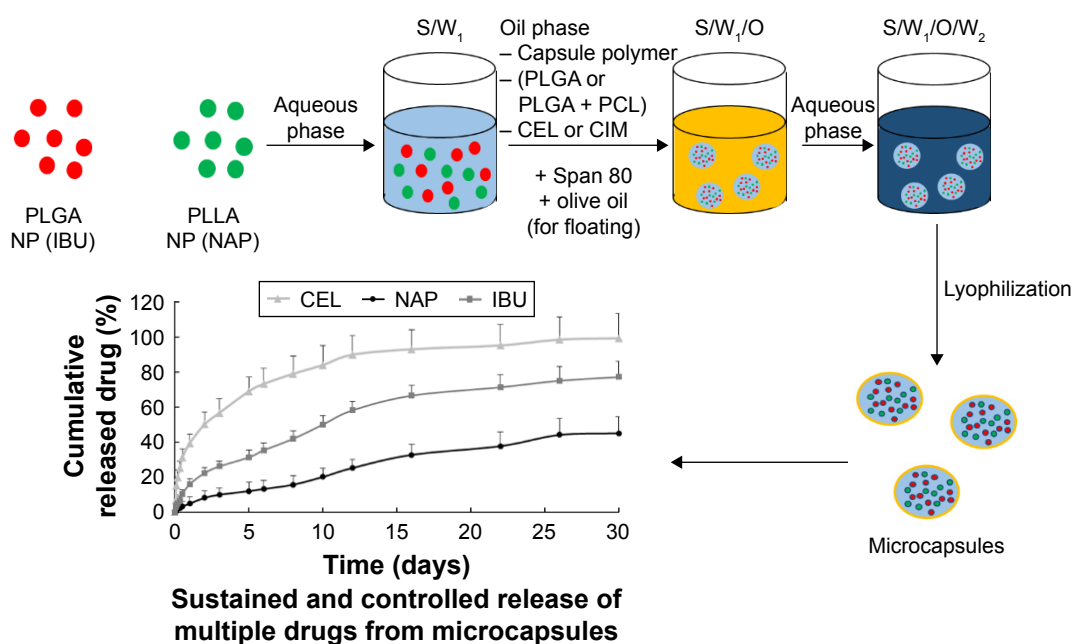 S/W₁
Oil phase
– Capsule polymer
– (PLGA or
PLGA + PCL)
– CEL or CIM
+ Span 80
+ olive oil
(for floating)
S/W₁/O
S/W₁/O/W₂
Aqueous
phase
Aqueous
phase
PLGA
NP (IBU)
PLLA
NP (NAP)
Lyophilization
Microcapsules
CEL NAP IBU
Cumulative
released drug (%)
120
100
80
60
40
20
0
0 5 10 15 20 25 30
Time (days)
Sustained and controlled release of
multiple drugs from microcapsules